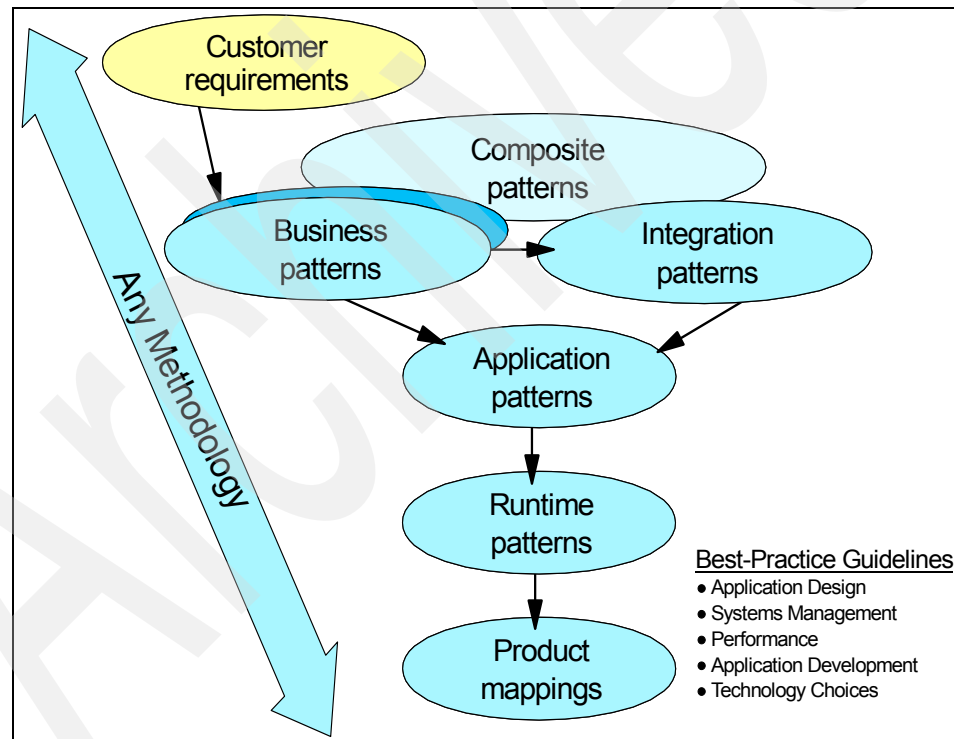 Customer
requirements
Composite
patterns
Business
patterns
Integration
patterns
Any Methodology
Application
patterns
Runtime
patterns
Product
mappings
Best-Practice Guidelines
● Application Design
● Systems Management
● Performance
● Application Development
● Technology Choices
Archive